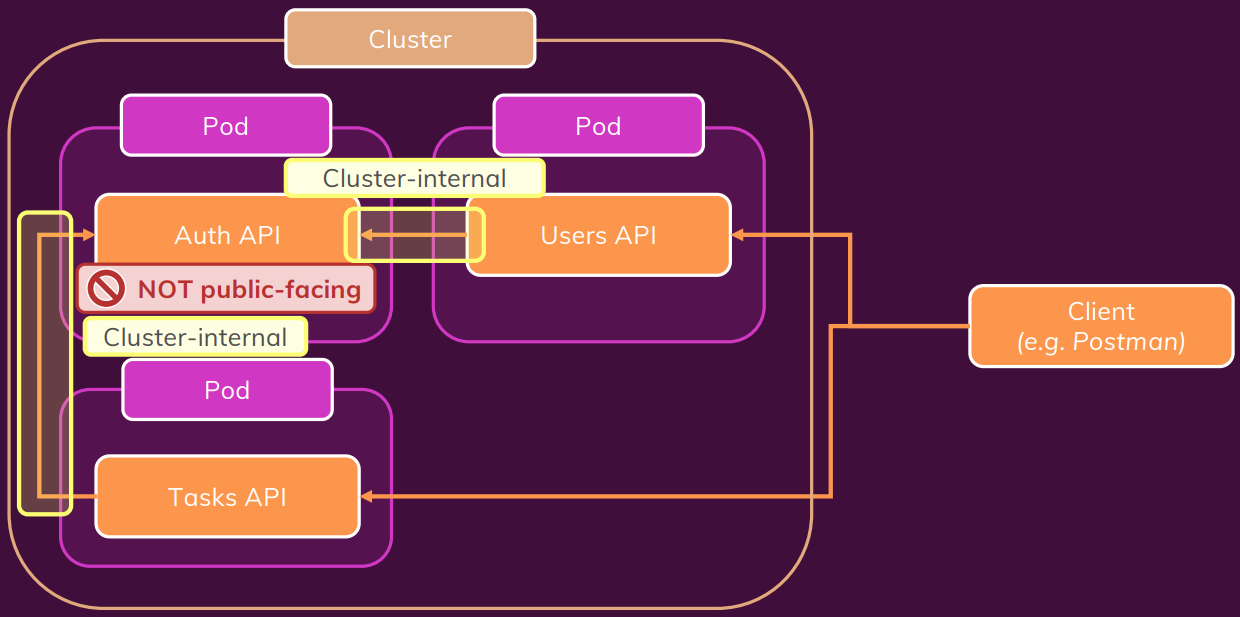 Cluster
Pod
Pod
Cluster-internal
Auth API
Users API
NOT public-facing
Client
(e.g. Postman)
Cluster-internal
Pod
Tasks API